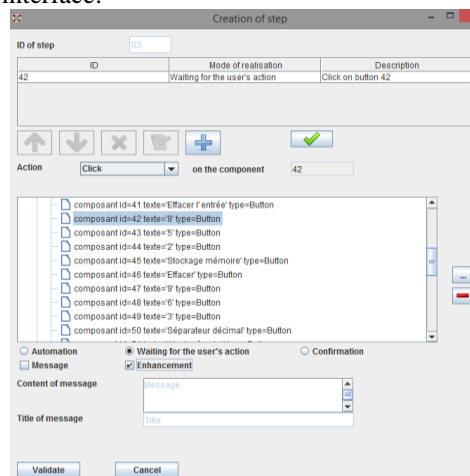 interface.
Creation of step
ID of step S3
ID Mode of realisation Description
42 Waiting for the user's action Click on button 42
Action Click on the component 42
composant id=41 texte='Effacer l' entrée' type=Button
composant id=42 texte='8' type=Button
composant id=43 texte='5' type=Button
composant id=44 texte='2' type=Button
composant id=45 texte='Stockage mémoire' type=Button
composant id=46 texte='Effacer' type=Button
composant id=47 texte='9' type=Button
composant id=48 texte='6' type=Button
composant id=49 texte='3' type=Button
composant id=50 texte='Séparateur décimal' type=Button
...
Automation Waiting for the user's action Confirmation
Message Enhancement
Content of message Message
Title of message Title
Validate Cancel